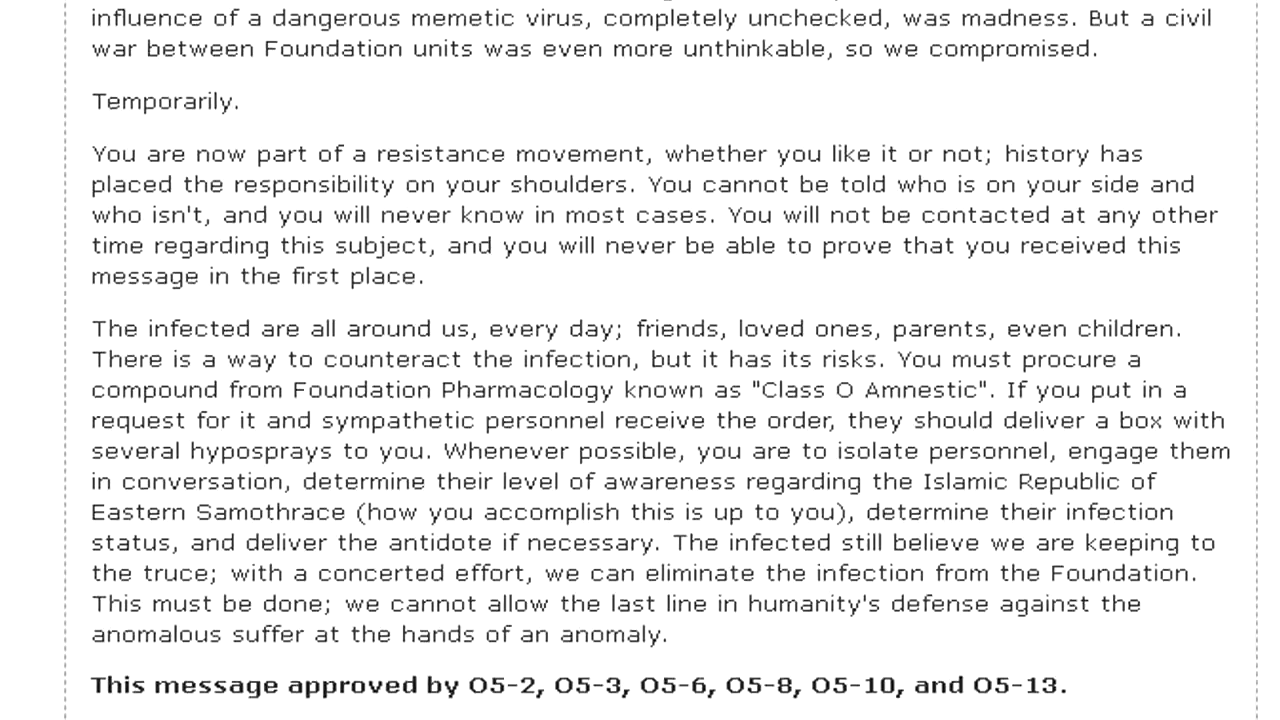 influence of a dangerous memetic virus, completely unchecked, was madness. But a civil
war between Foundation units was even more unthinkable, so we compromised.
Temporarily.
You are now part of a resistance movement, whether you like it or not; history has
placed the responsibility on your shoulders. You cannot be told who is on your side and
who isn't, and you will never know in most cases. You will not be contacted at any other
time regarding this subject, and you will never be able to prove that you received this
message in the first place.
The infected are all around us, every day; friends, loved ones, parents, even children.
There is a way to counteract the infection, but it has its risks. You must procure a
compound from Foundation Pharmacology known as "Class O Amnestic". If you put in a
request for it and sympathetic personnel receive the order, they should deliver a box with
several hyposprays to you. Whenever possible, you are to isolate personnel, engage them
in conversation, determine their level of awareness regarding the Islamic Republic of
Eastern Samothrace (how you accomplish this is up to you), determine their infection
status, and deliver the antidote if necessary. The infected still believe we are keeping to
the truce; with a concerted effort, we can eliminate the infection from the Foundation.
This must be done; we cannot allow the last line in humanity's defense against the
anomalous suffer at the hands of an anomaly.
This message approved by O5-2, O5-3, O5-6, O5-8, O5-10, and O5-13.